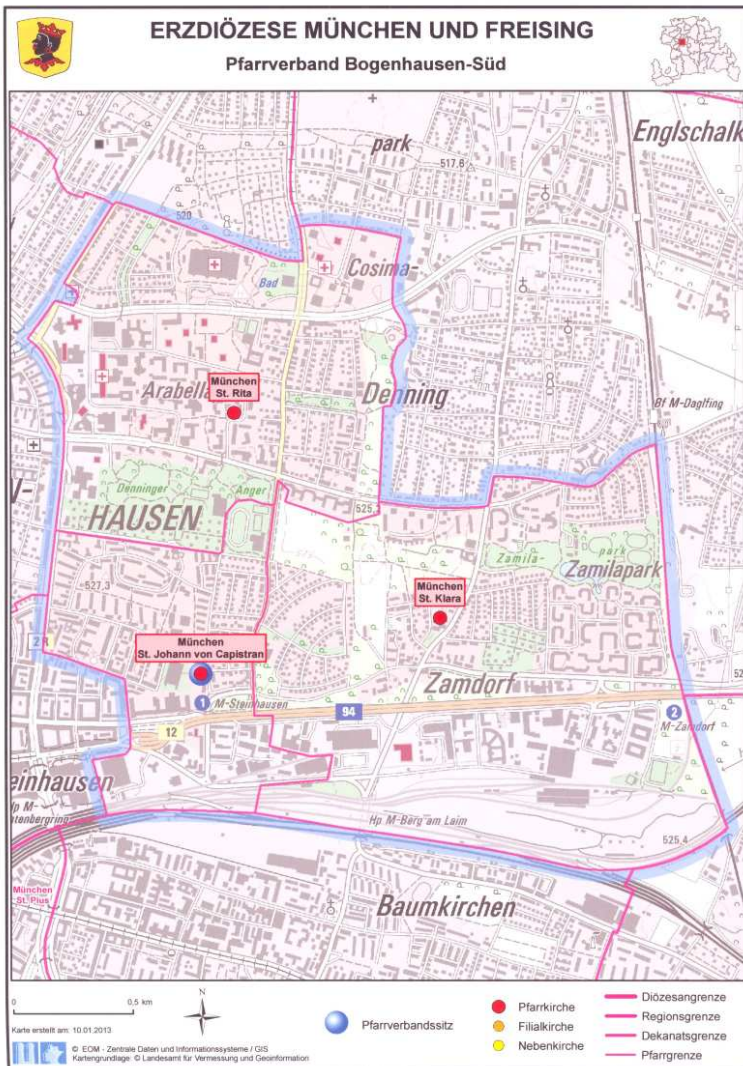 ERZDIÖZESE MÜNCHEN UND FREISING
Pfarrverband Bogenhausen-Süd
park
517,6
Englschalk
520
Cosima-
Bad
Arabella
München
St. Rita
Denning
Bf M-Daglfing
Denninger
Anger
HAUSEN
525,
Zamila-
park
Zamilapark
527,3
München
St. Klara
München
St. Johann von Capistran
Zamdorf
1
M-Steinhausen
94
2
M-Zamdorf
12
einhausen
Hp M-
Hp M-Berg am Laim
525,4
München
St. Pius
Baumkirchen
0
0,5 km
N
Karte erstellt am: 10.01.2013
© EOM - Zentrale Daten und Informationssysteme / GIS
Kartengrundlage: © Landesamt für Vermessung und Geoinformation
Pfarrverbandssitz
Pfarrkirche
Filialkirche
Nebenkirche
Diözesangrenze
Regionsgrenze
Dekanatsgrenze
Pfarrgrenze